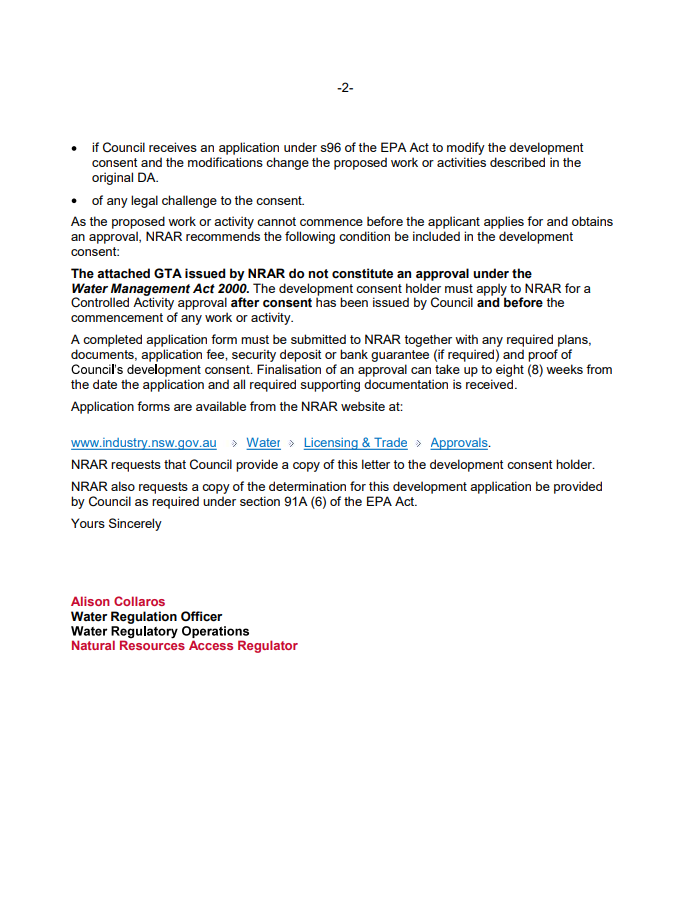 -2-
• if Council receives an application under s96 of the EPA Act to modify the development
consent and the modifications change the proposed work or activities described in the
original DA.
• of any legal challenge to the consent.
As the proposed work or activity cannot commence before the applicant applies for and obtains
an approval, NRAR recommends the following condition be included in the development
consent:
The attached GTA issued by NRAR do not constitute an approval under the
Water Management Act 2000. The development consent holder must apply to NRAR for a
Controlled Activity approval after consent has been issued by Council and before the
commencement of any work or activity.
A completed application form must be submitted to NRAR together with any required plans,
documents, application fee, security deposit or bank guarantee (if required) and proof of
Council's development consent. Finalisation of an approval can take up to eight (8) weeks from
the date the application and all required supporting documentation is received.
Application forms are available from the NRAR website at:
www.industry.nsw.gov.au > Water > Licensing & Trade > Approvals.
NRAR requests that Council provide a copy of this letter to the development consent holder.
NRAR also requests a copy of the determination for this development application be provided
by Council as required under section 91A (6) of the EPA Act.
Yours Sincerely
Alison Collaros
Water Regulation Officer
Water Regulatory Operations
Natural Resources Access Regulator